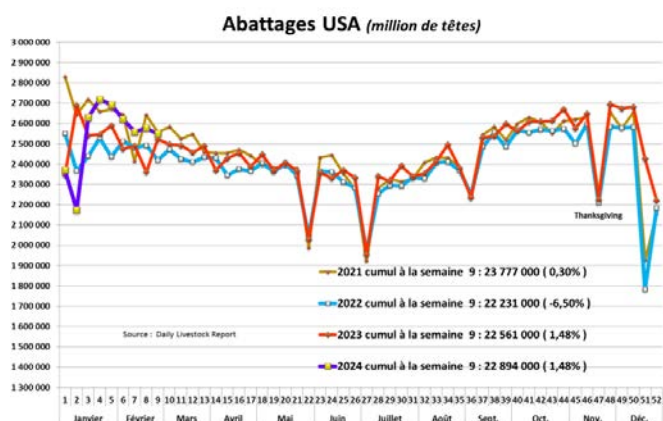 Abattages USA (million de têtes)
3 000 000
2 900 000
2 800 000
2 700 000
2 600 000
2 500 000
2 400 000
2 300 000
2 200 000
2 100 000
2 000 000
1 900 000
1 800 000
1 700 000
1 600 000
1 500 000
1 400 000
1 300 000
Thanksgiving
2021 cumul à la semaine 9 : 23 777 000 ( 0,30% )
2022 cumul à la semaine 9 : 22 231 000 ( -6,50% )
Source : Daily Livestock Report
2023 cumul à la semaine 9 : 22 561 000 ( 1,48% )
2024 cumul à la semaine 9 : 22 894 000 ( 1,48% )
1 2 3 4 5 6 7 8 9 10 11 12 13 14 15 16 17 18 19 20 21 22 23 24 25 26 27 28 29 30 31 32 33 34 35 36 37 38 39 40 41 42 43 44 45 46 47 48 49 50 51 52
Janvier Février Mars Avril Mai Juin Juillet Août Sept. Oct. Nov. Déc.